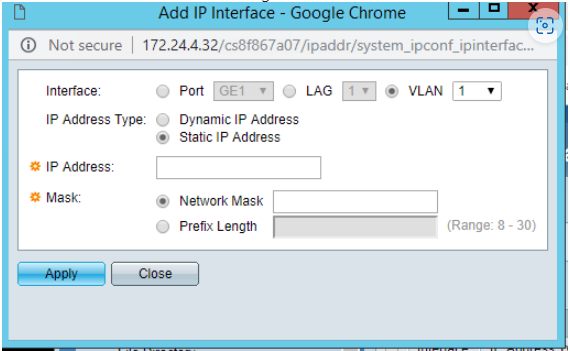 Add IP Interface - Google Chrome
Not secure | 172.24.4.32/cs8f867a07/ipaddr/system_ipconf_ipinterfac...
Interface: Port GE1 LAG 1 VLAN 1
IP Address Type: Dynamic IP Address
Static IP Address
IP Address:
Mask: Network Mask
Prefix Length (Range: 8 - 30)
Apply Close